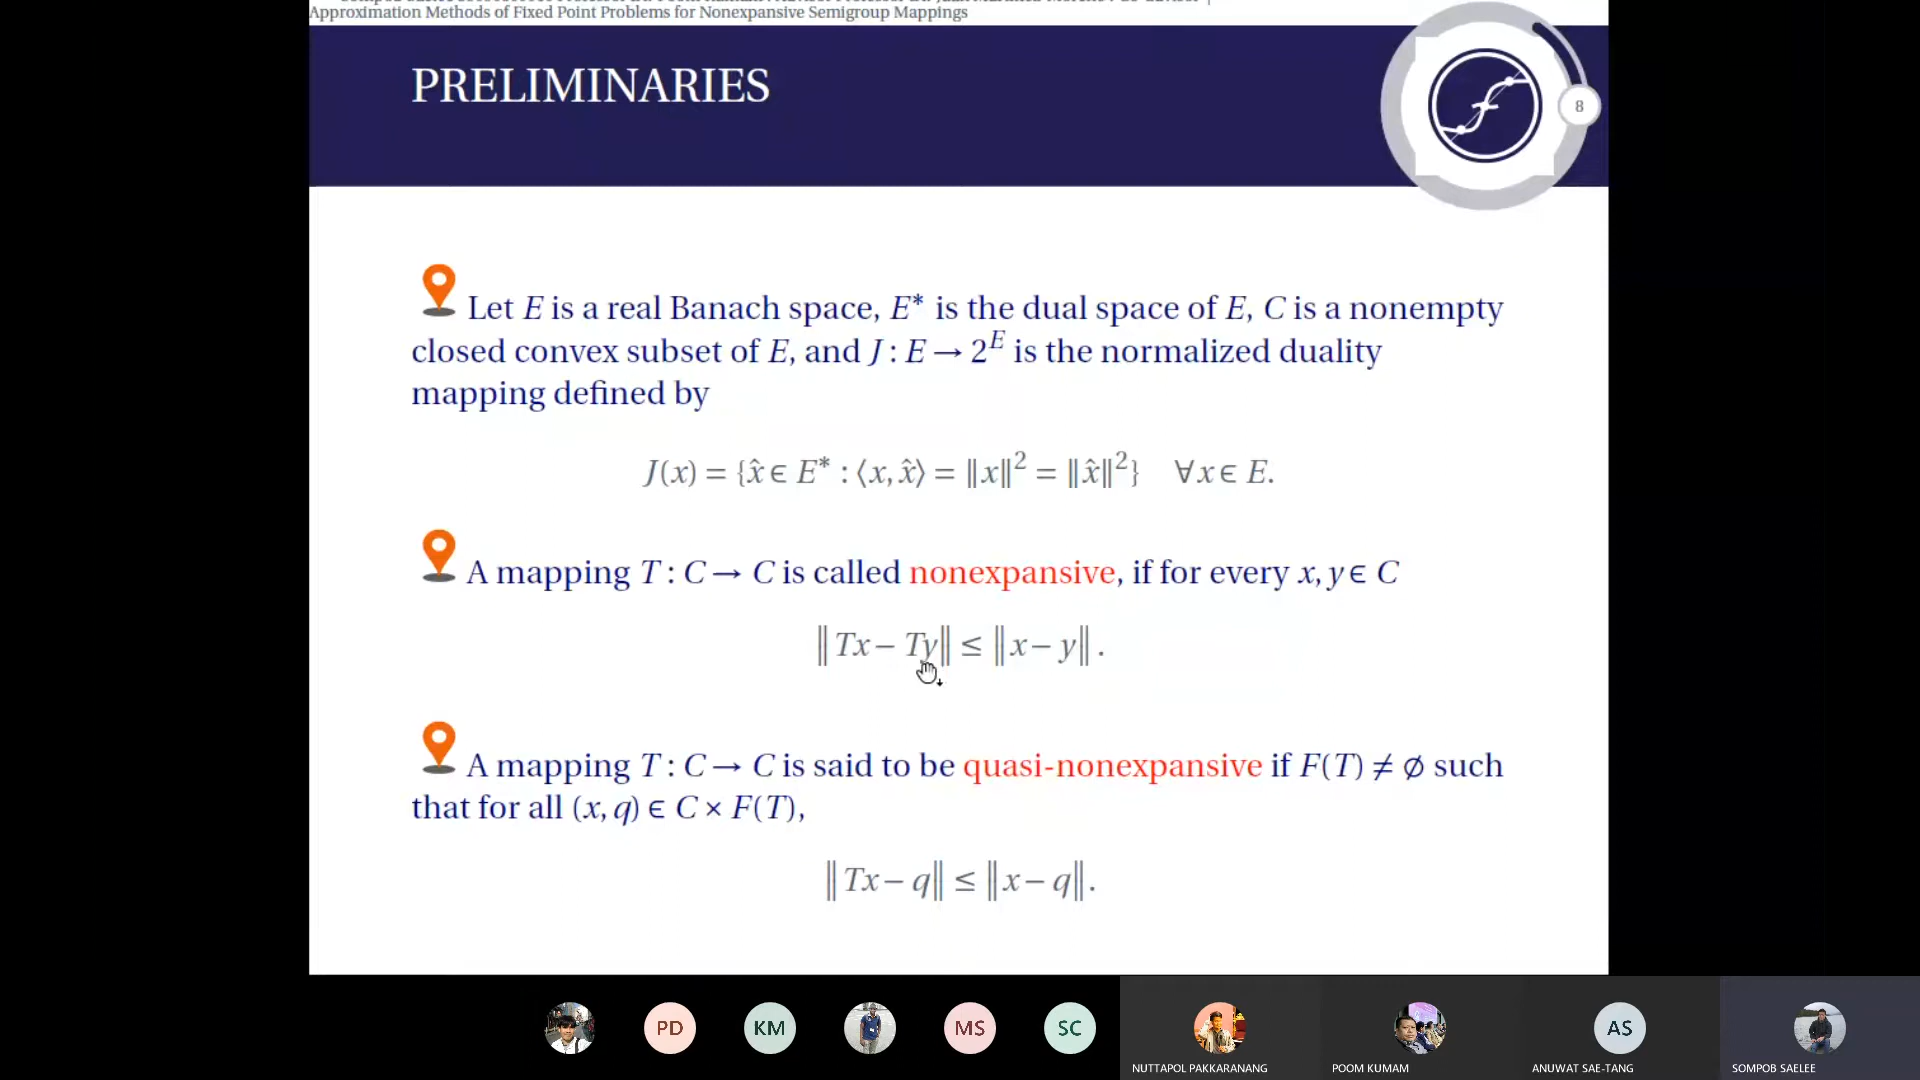 Approximation Methods of Fixed Point Problems for Nonexpansive Semigroup Mappings
PRELIMINARIES
8
Let E is a real Banach space, E* is the dual space of E, C is a nonempty
closed convex subset of E, and J : E → 2^E is the normalized duality
mapping defined by
J(x) = {x̂ ∈ E* : ⟨x, x̂⟩ = ‖x‖² = ‖x̂‖²} ∀x ∈ E.
A mapping T : C → C is called nonexpansive, if for every x, y ∈ C
‖Tx − Ty‖ ≤ ‖x − y‖.
A mapping T : C → C is said to be quasi-nonexpansive if F(T) ≠ ∅ such
that for all (x, q) ∈ C × F(T),
‖Tx − q‖ ≤ ‖x − q‖.
PD
KM
MS
SC
AS
NUTTAPOL PAKKARANANG
POOM KUMAM
ANUWAT SAE-TANG
SOMPOB SAELEE